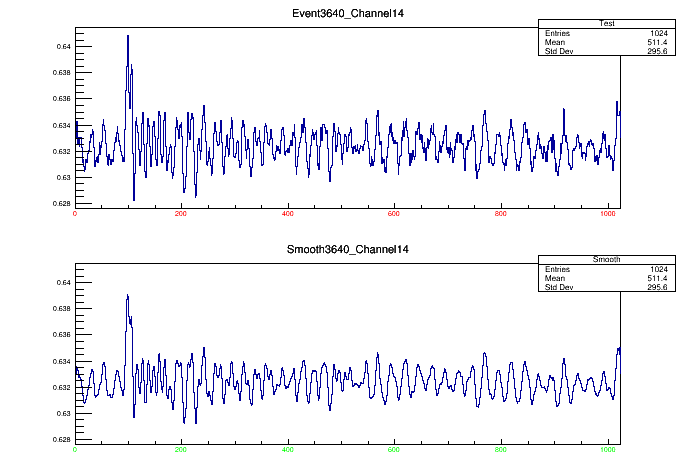 Event3640_Channel14
Test
Entries 1024
Mean 511.4
Std Dev 295.6
0.64
0.638
0.636
0.634
0.632
0.63
0.628
0 200 400 600 800 1000
Smooth3640_Channel14
Smooth
Entries 1024
Mean 511.4
Std Dev 295.6
0.64
0.638
0.636
0.634
0.632
0.63
0.628
0 200 400 600 800 1000